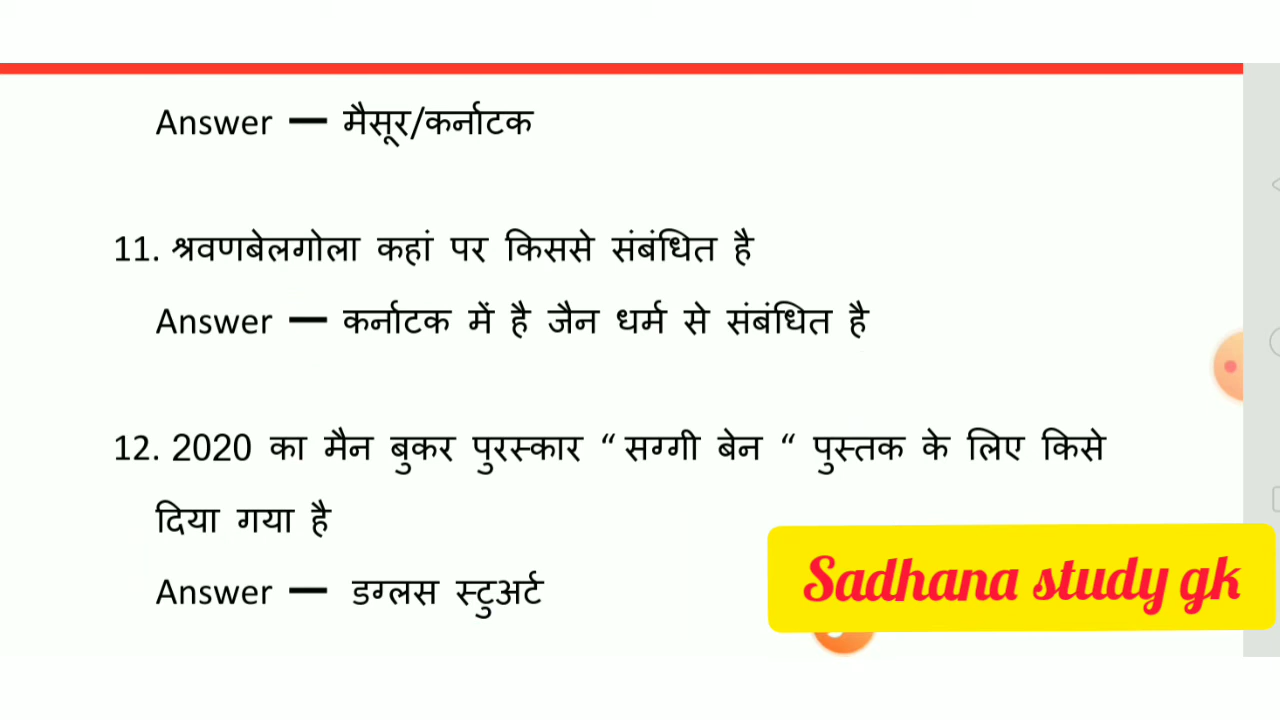 Answer — मैसूर/कर्नाटक
11. श्रवणबेलगोला कहां पर किससे संबंधित है
Answer — कर्नाटक में है जैन धर्म से संबंधित है
12. 2020 का मैन बुकर पुरस्कार “ सग्गी बेन “ पुस्तक के लिए किसे
दिया गया है
Answer — डग्लस स्टुअर्ट
Sadhana study gk